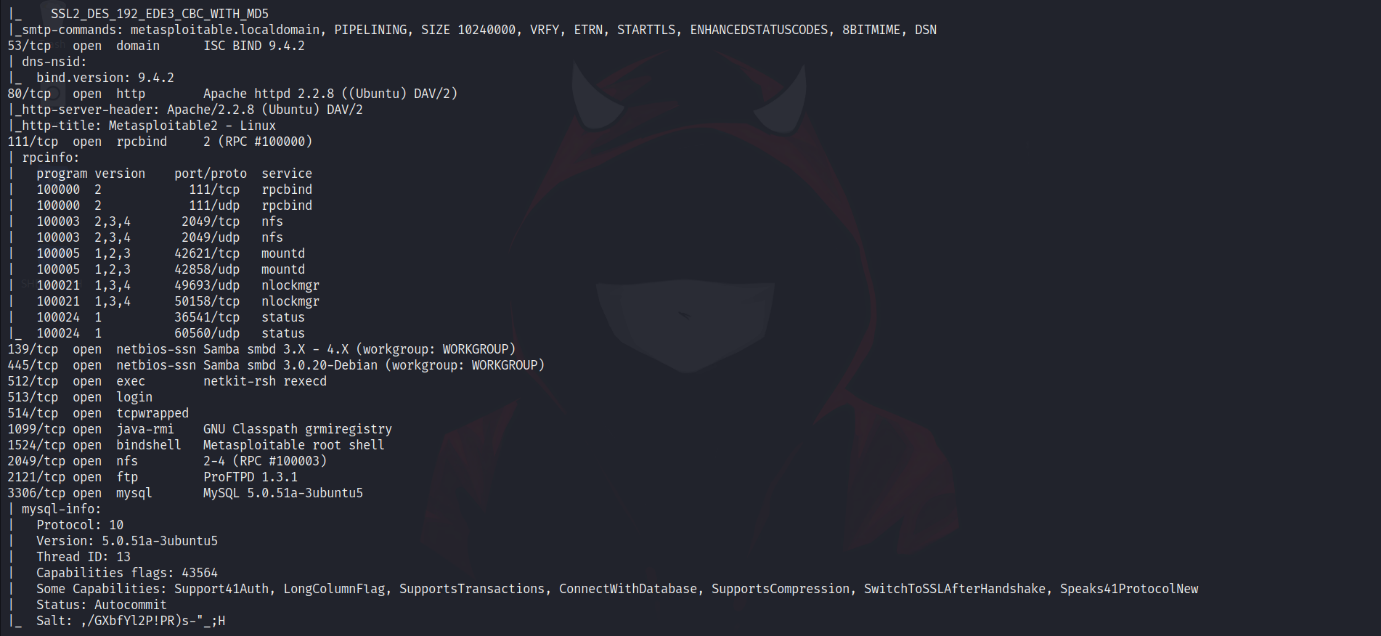 |_    SSL2_DES_192_EDE3_CBC_WITH_MD5
|_smtp-commands: metasploitable.localdomain, PIPELINING, SIZE 10240000, VRFY, ETRN, STARTTLS, ENHANCEDSTATUSCODES, 8BITMIME, DSN
53/tcp   open  domain      ISC BIND 9.4.2
| dns-nsid:
|_  bind.version: 9.4.2
80/tcp   open  http        Apache httpd 2.2.8 ((Ubuntu) DAV/2)
|_http-server-header: Apache/2.2.8 (Ubuntu) DAV/2
|_http-title: Metasploitable2 - Linux
111/tcp  open  rpcbind     2 (RPC #100000)
| rpcinfo:
|   program version    port/proto  service
|   100000  2            111/tcp   rpcbind
|   100000  2            111/udp   rpcbind
|   100003  2,3,4       2049/tcp   nfs
|   100003  2,3,4       2049/udp   nfs
|   100005  1,2,3      42621/tcp   mountd
|   100005  1,2,3      42858/udp   mountd
|   100021  1,3,4      49693/udp   nlockmgr
|   100021  1,3,4      50158/tcp   nlockmgr
|   100024  1          36541/tcp   status
|_  100024  1          60560/udp   status
139/tcp  open  netbios-ssn Samba smbd 3.X - 4.X (workgroup: WORKGROUP)
445/tcp  open  netbios-ssn Samba smbd 3.0.20-Debian (workgroup: WORKGROUP)
512/tcp  open  exec        netkit-rsh rexecd
513/tcp  open  login
514/tcp  open  tcpwrapped
1099/tcp open  java-rmi    GNU Classpath grmiregistry
1524/tcp open  bindshell   Metasploitable root shell
2049/tcp open  nfs         2-4 (RPC #100003)
2121/tcp open  ftp         ProFTPD 1.3.1
3306/tcp open  mysql       MySQL 5.0.51a-3ubuntu5
| mysql-info:
|   Protocol: 10
|   Version: 5.0.51a-3ubuntu5
|   Thread ID: 13
|   Capabilities flags: 43564
|   Some Capabilities: Support41Auth, LongColumnFlag, SupportsTransactions, ConnectWithDatabase, SupportsCompression, SwitchToSSLAfterHandshake, Speaks41ProtocolNew
|   Status: Autocommit
|_  Salt: ,/GXbfYl2P!PR)s-"_;H